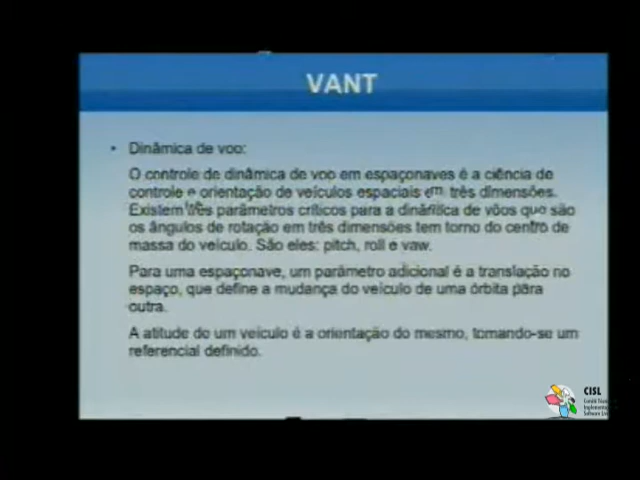 VANT
• Dinâmica de voo:
O controle de dinâmica de voo em espaçonaves é a ciência de
controle e orientação de veículos espaciais em três dimensões.
Existem três parâmetros críticos para a dinâmica de vôos que são
os ângulos de rotação em três dimensões tem torno do centro de
massa do veículo. São eles: pitch, roll e yaw.
Para uma espaçonave, um parâmetro adicional é a translação no
espaço, que define a mudança do veículo de uma órbita para
outra.
A atitude de um veículo é a orientação do mesmo, tomando-se um
referencial definido.
CISL